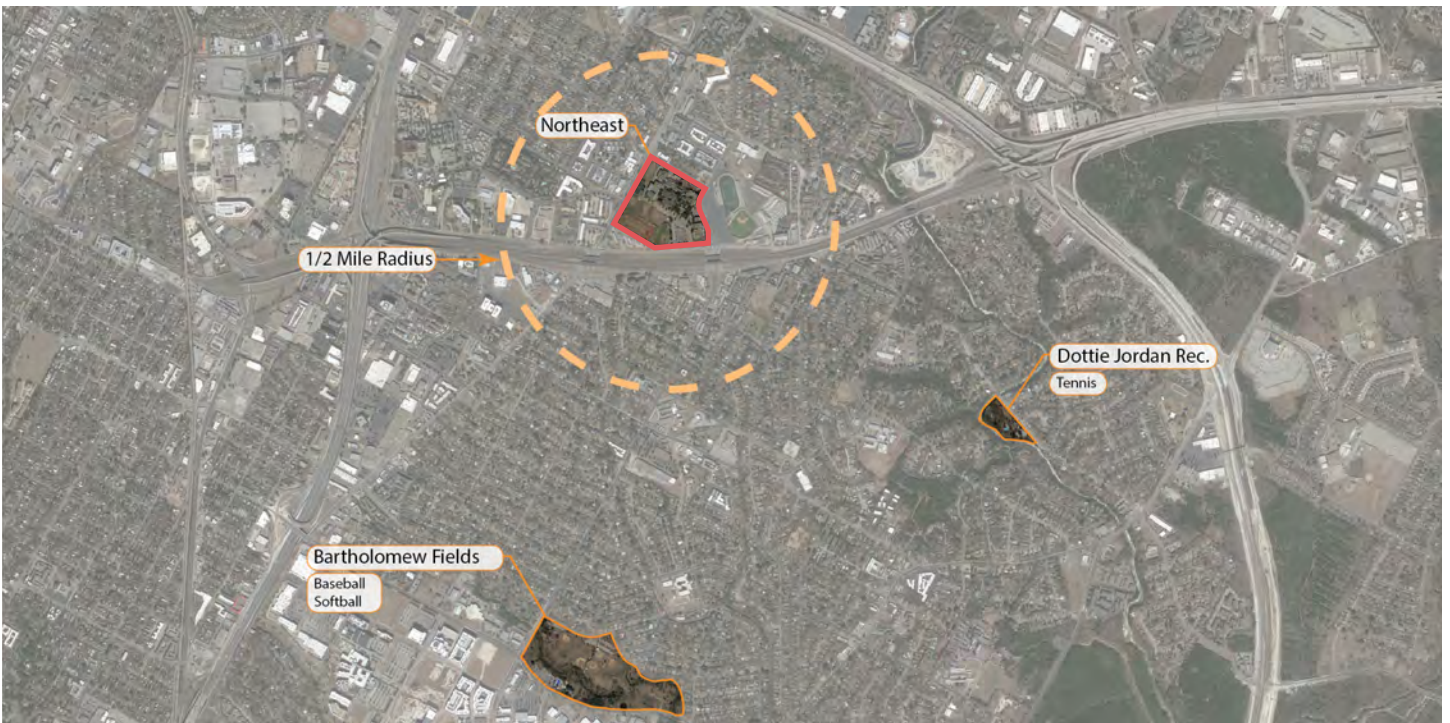 Northeast
1/2 Mile Radius
Dottie Jordan Rec.
Tennis
Bartholomew Fields
Baseball
Softball